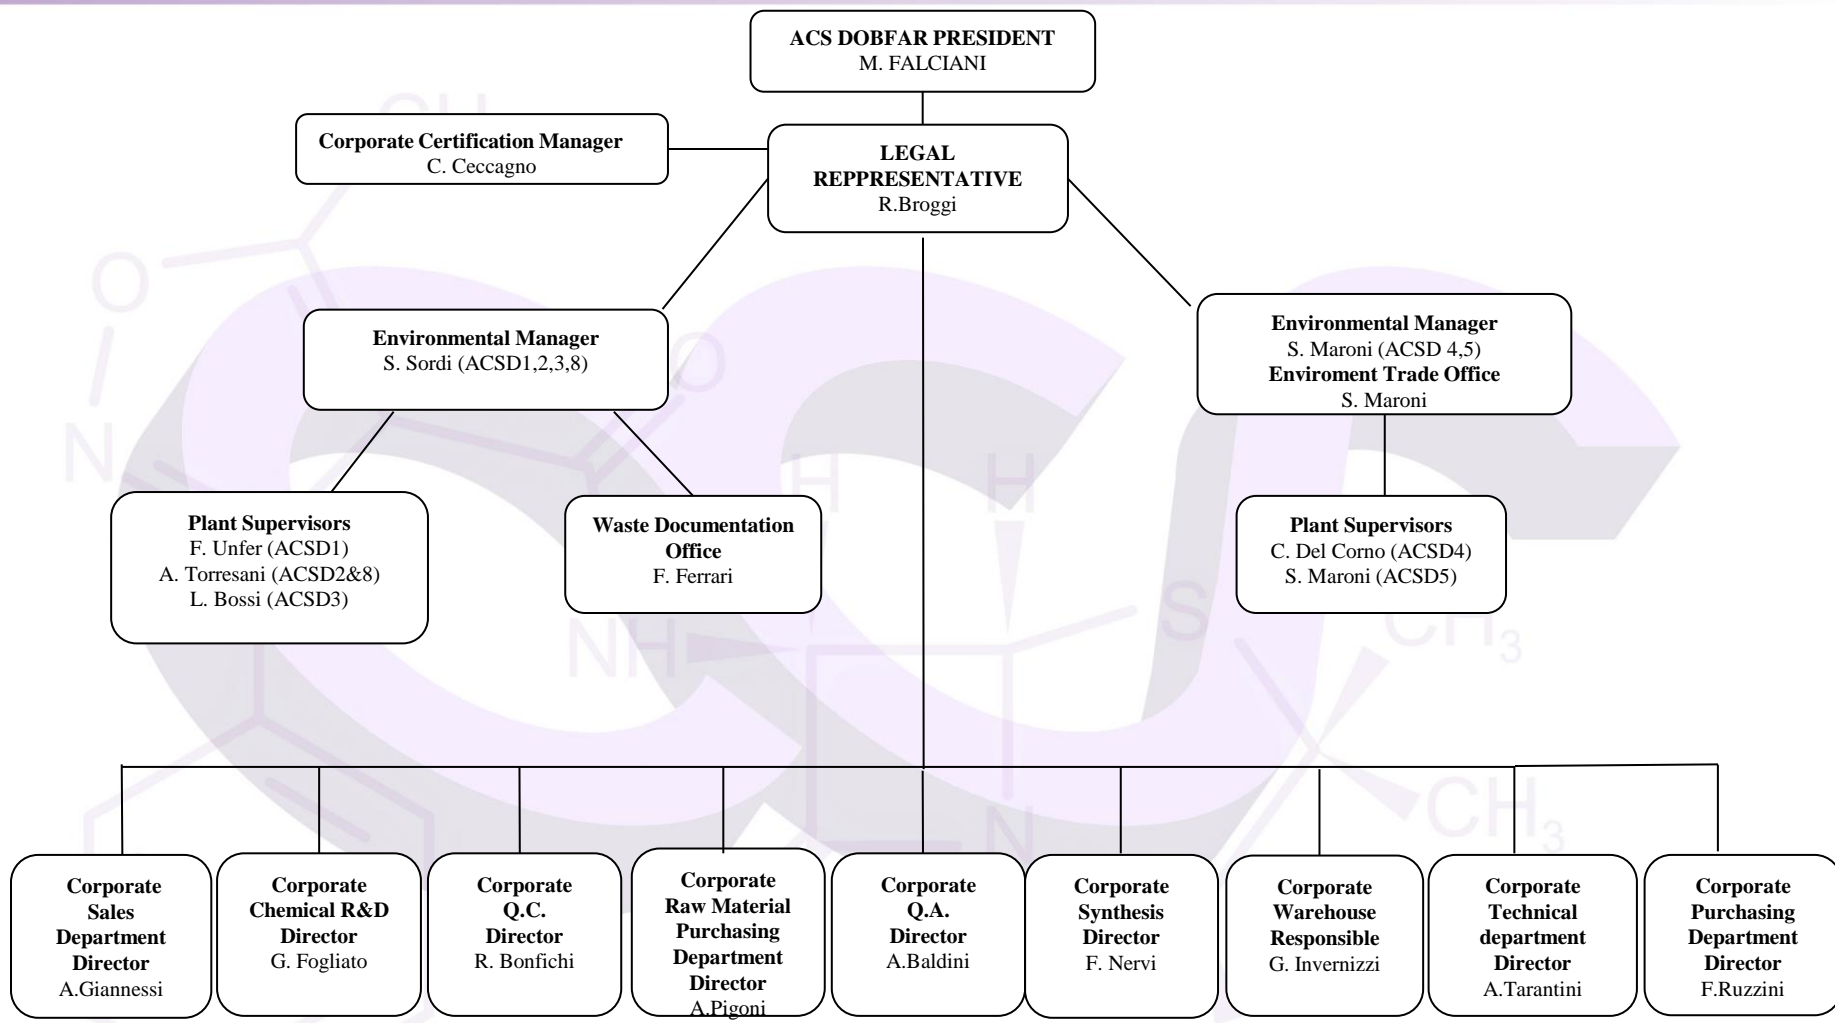 ACS DOBFAR PRESIDENT
M. FALCIANI
Corporate Certification Manager
C. Ceccagno
LEGAL
REPPRESENTATIVE
R.Broggi
Environmental Manager
S. Sordi (ACSD1,2,3,8)
Environmental Manager
S. Maroni (ACSD 4,5)
Enviroment Trade Office
S. Maroni
Plant Supervisors
F. Unfer (ACSD1)
A. Torresani (ACSD2&8)
L. Bossi (ACSD3)
Waste Documentation
Office
F. Ferrari
Plant Supervisors
C. Del Corno (ACSD4)
S. Maroni (ACSD5)
Corporate
Sales
Department
Director
A.Giannessi
Corporate
Chemical R&D
Director
G. Fogliato
Corporate
Q.C.
Director
R. Bonfichi
Corporate
Raw Material
Purchasing
Department
Director
A.Pigoni
Corporate
Q.A.
Director
A.Baldini
Corporate
Synthesis
Director
F. Nervi
Corporate
Warehouse
Responsible
G. Invernizzi
Corporate
Technical
department
Director
A.Tarantini
Corporate
Purchasing
Department
Director
F.Ruzzini
CH
O
N
O
H
H
NH
S
CH3
N
CH3